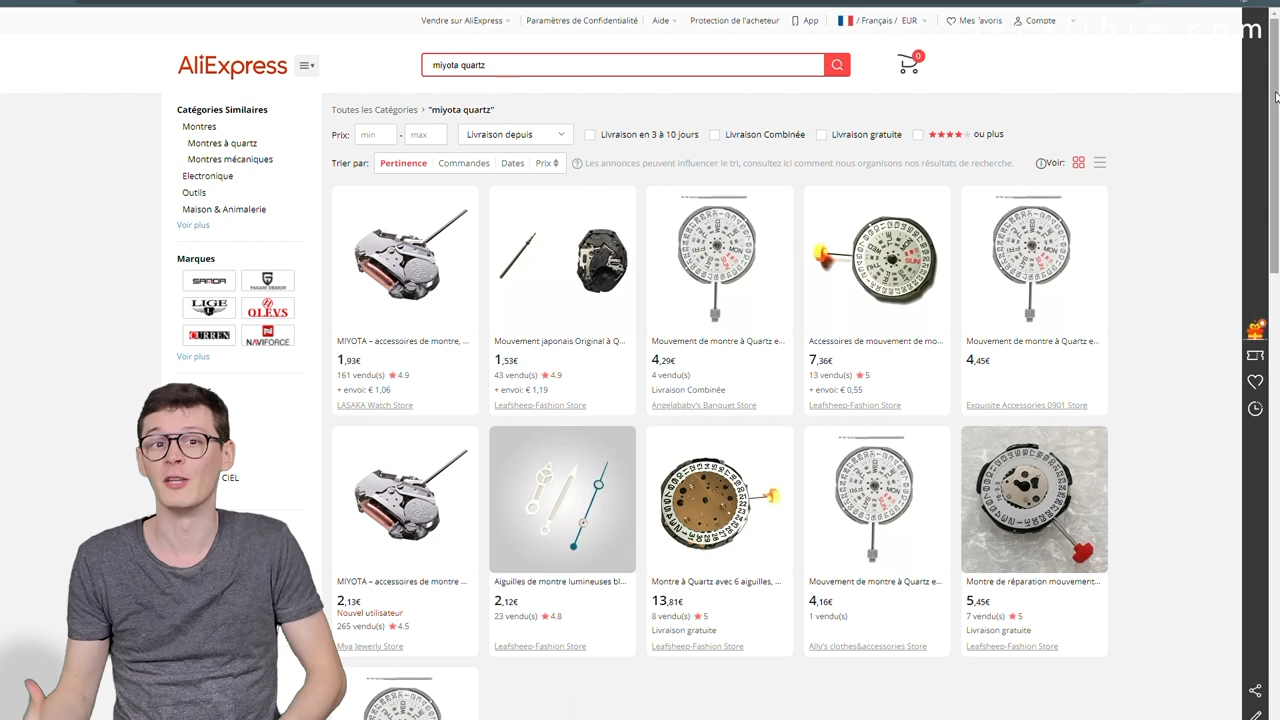 Vendre sur AliExpress
Paramètres de Confidentialité
Aide
Protection de l'acheteur
App
/ Français / EUR
Mes favoris
Compte
AliExpress
miyota quartz
0
Catégories Similaires
Montres
Montres à quartz
Montres mécaniques
Electronique
Outils
Maison & Animalerie
Voir plus
Marques
SANDA
PAGANI DESIGN
LIGE
OLEVS
CURREN
NAVIFORCE
Voir plus
CIEL
Toutes les Catégories > "miyota quartz"
Prix:
min
-
max
Livraison depuis
Livraison en 3 à 10 jours
Livraison Combinée
Livraison gratuite
ou plus
Trier par:
Pertinence
Commandes
Dates
Prix
Les annonces peuvent influencer le tri, consultez ici comment nous organisons nos résultats de recherche.
Voir:
MIYOTA – accessoires de montre, ...
1,93€
161 vendu(s) ★ 4.9
+ envoi: € 1,06
LASAKA Watch Store
Mouvement japonais Original à Q...
1,53€
43 vendu(s) ★ 4.9
+ envoi: € 1,19
Leafsheep-Fashion Store
Mouvement de montre à Quartz e...
4,29€
4 vendu(s)
Livraison Combinée
Angelababy's Banquet Store
Accessoires de mouvement de mo...
7,36€
13 vendu(s) ★ 5
+ envoi: € 0,55
Leafsheep-Fashion Store
Mouvement de montre à Quartz e...
4,45€
Exquisite Accessories 0901 Store
MIYOTA – accessoires de montre ...
2,13€
Nouvel utilisateur
265 vendu(s) ★ 4.5
Mya Jewerly Store
Aiguilles de montre lumineuses bl...
2,12€
23 vendu(s) ★ 4.8
Leafsheep-Fashion Store
Montre à Quartz avec 6 aiguilles, ...
13,81€
8 vendu(s) ★ 5
Livraison gratuite
Leafsheep-Fashion Store
Mouvement de montre à Quartz e...
4,16€
1 vendu(s)
Ally's clothes&accessories Store
Montre de réparation mouvement...
5,45€
7 vendu(s) ★ 5
Livraison gratuite
Leafsheep-Fashion Store